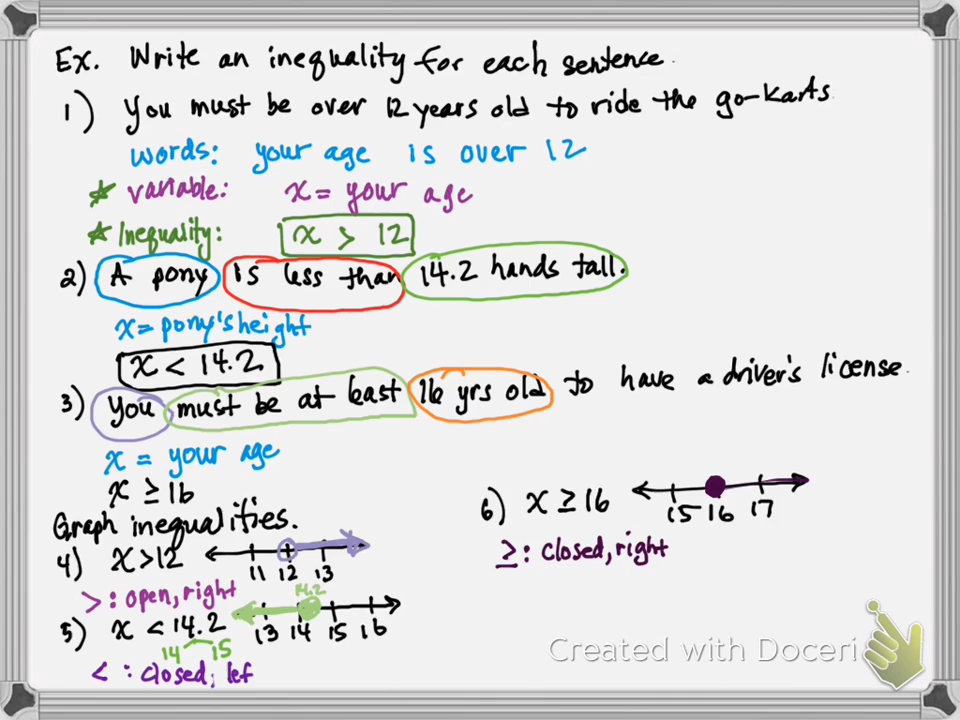 Ex. Write an inequality for each sentence.
1) You must be over 12 years old to ride the go-karts.
words: your age is over 12
* variable: x = your age
* Inequality: x > 12
2) A pony is less than 14.2 hands tall.
x = pony's height
x < 14.2
3) You must be at least 16 yrs old to have a driver's license.
x = your age
x ≥ 16
Graph inequalities.
4) x > 12
11 12 13
> : open, right
5) x < 14.2
14 15
14.2
13 14 15 16
< : closed, lef
6) x ≥ 16
15 16 17
≥ : closed, right
Created with Doceri